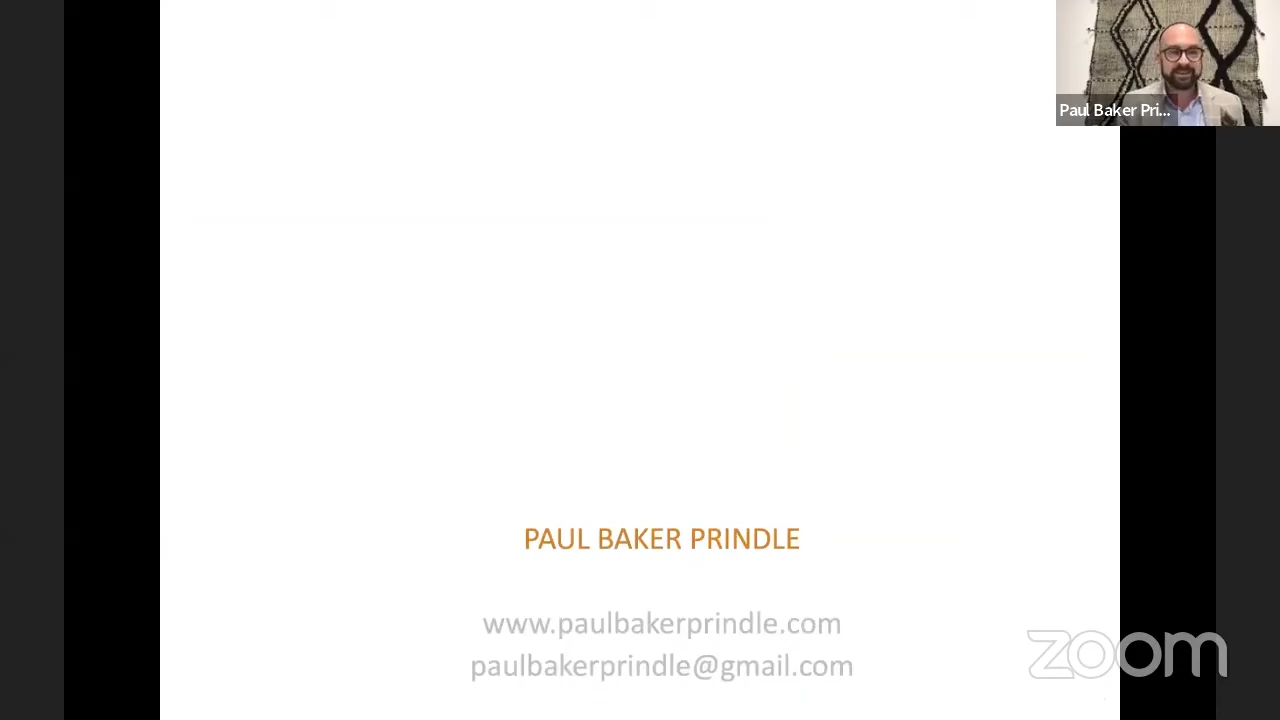 Paul Baker Pri...
PAUL BAKER PRINDLE
www.paulbakerprindle.com
paulbakerprindle@gmail.com
zoom